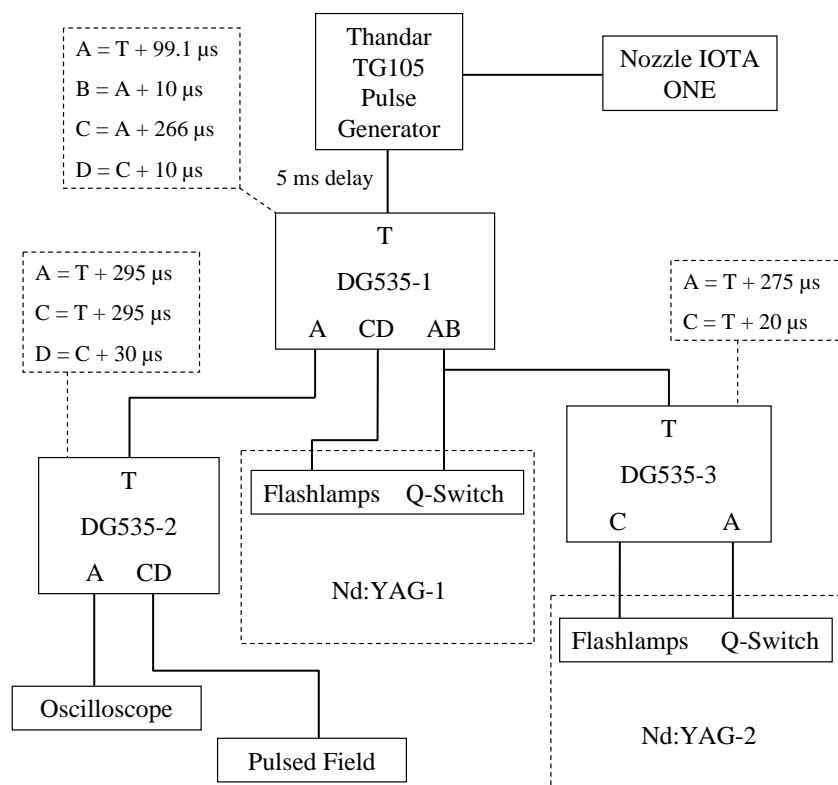 A = T + 99.1 μs
B = A + 10 μs
C = A + 266 μs
D = C + 10 μs
Thandar
TG105
Pulse
Generator
Nozzle IOTA
ONE
5 ms delay
T
DG535-1
A CD AB
A = T + 295 μs
C = T + 295 μs
D = C + 30 μs
A = T + 275 μs
C = T + 20 μs
T
DG535-2
A CD
Flashlamps Q-Switch
Nd:YAG-1
T
DG535-3
C A
Flashlamps Q-Switch
Nd:YAG-2
Oscilloscope
Pulsed Field